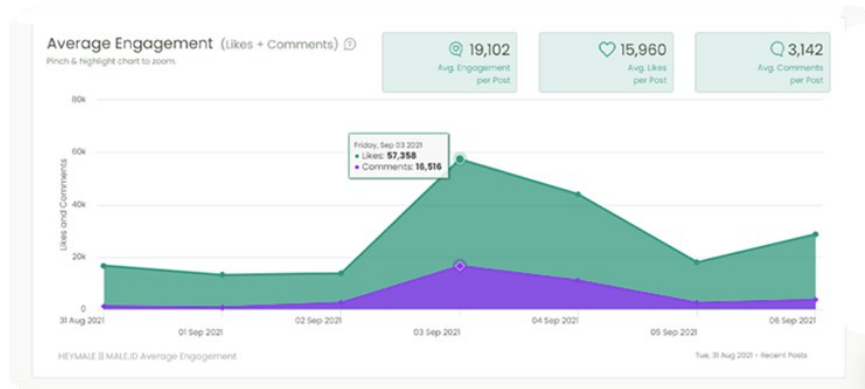 Average Engagement (Likes + Comments) ?
Pinch & highlight chart to zoom.
19,102
Avg. Engagement
per Post
15,960
Avg. Likes
per Post
3,142
Avg. Comments
per Post
Likes and Comments
80k
60k
40k
20k
0
Friday, Sep 03 2021
Likes: 57,358
Comments: 16,516
31 Aug 2021
01 Sep 2021
02 Sep 2021
03 Sep 2021
04 Sep 2021
05 Sep 2021
06 Sep 2021
HEYMALE || MALE.ID Average Engagement
Tue, 31 Aug 2021 - Recent Posts